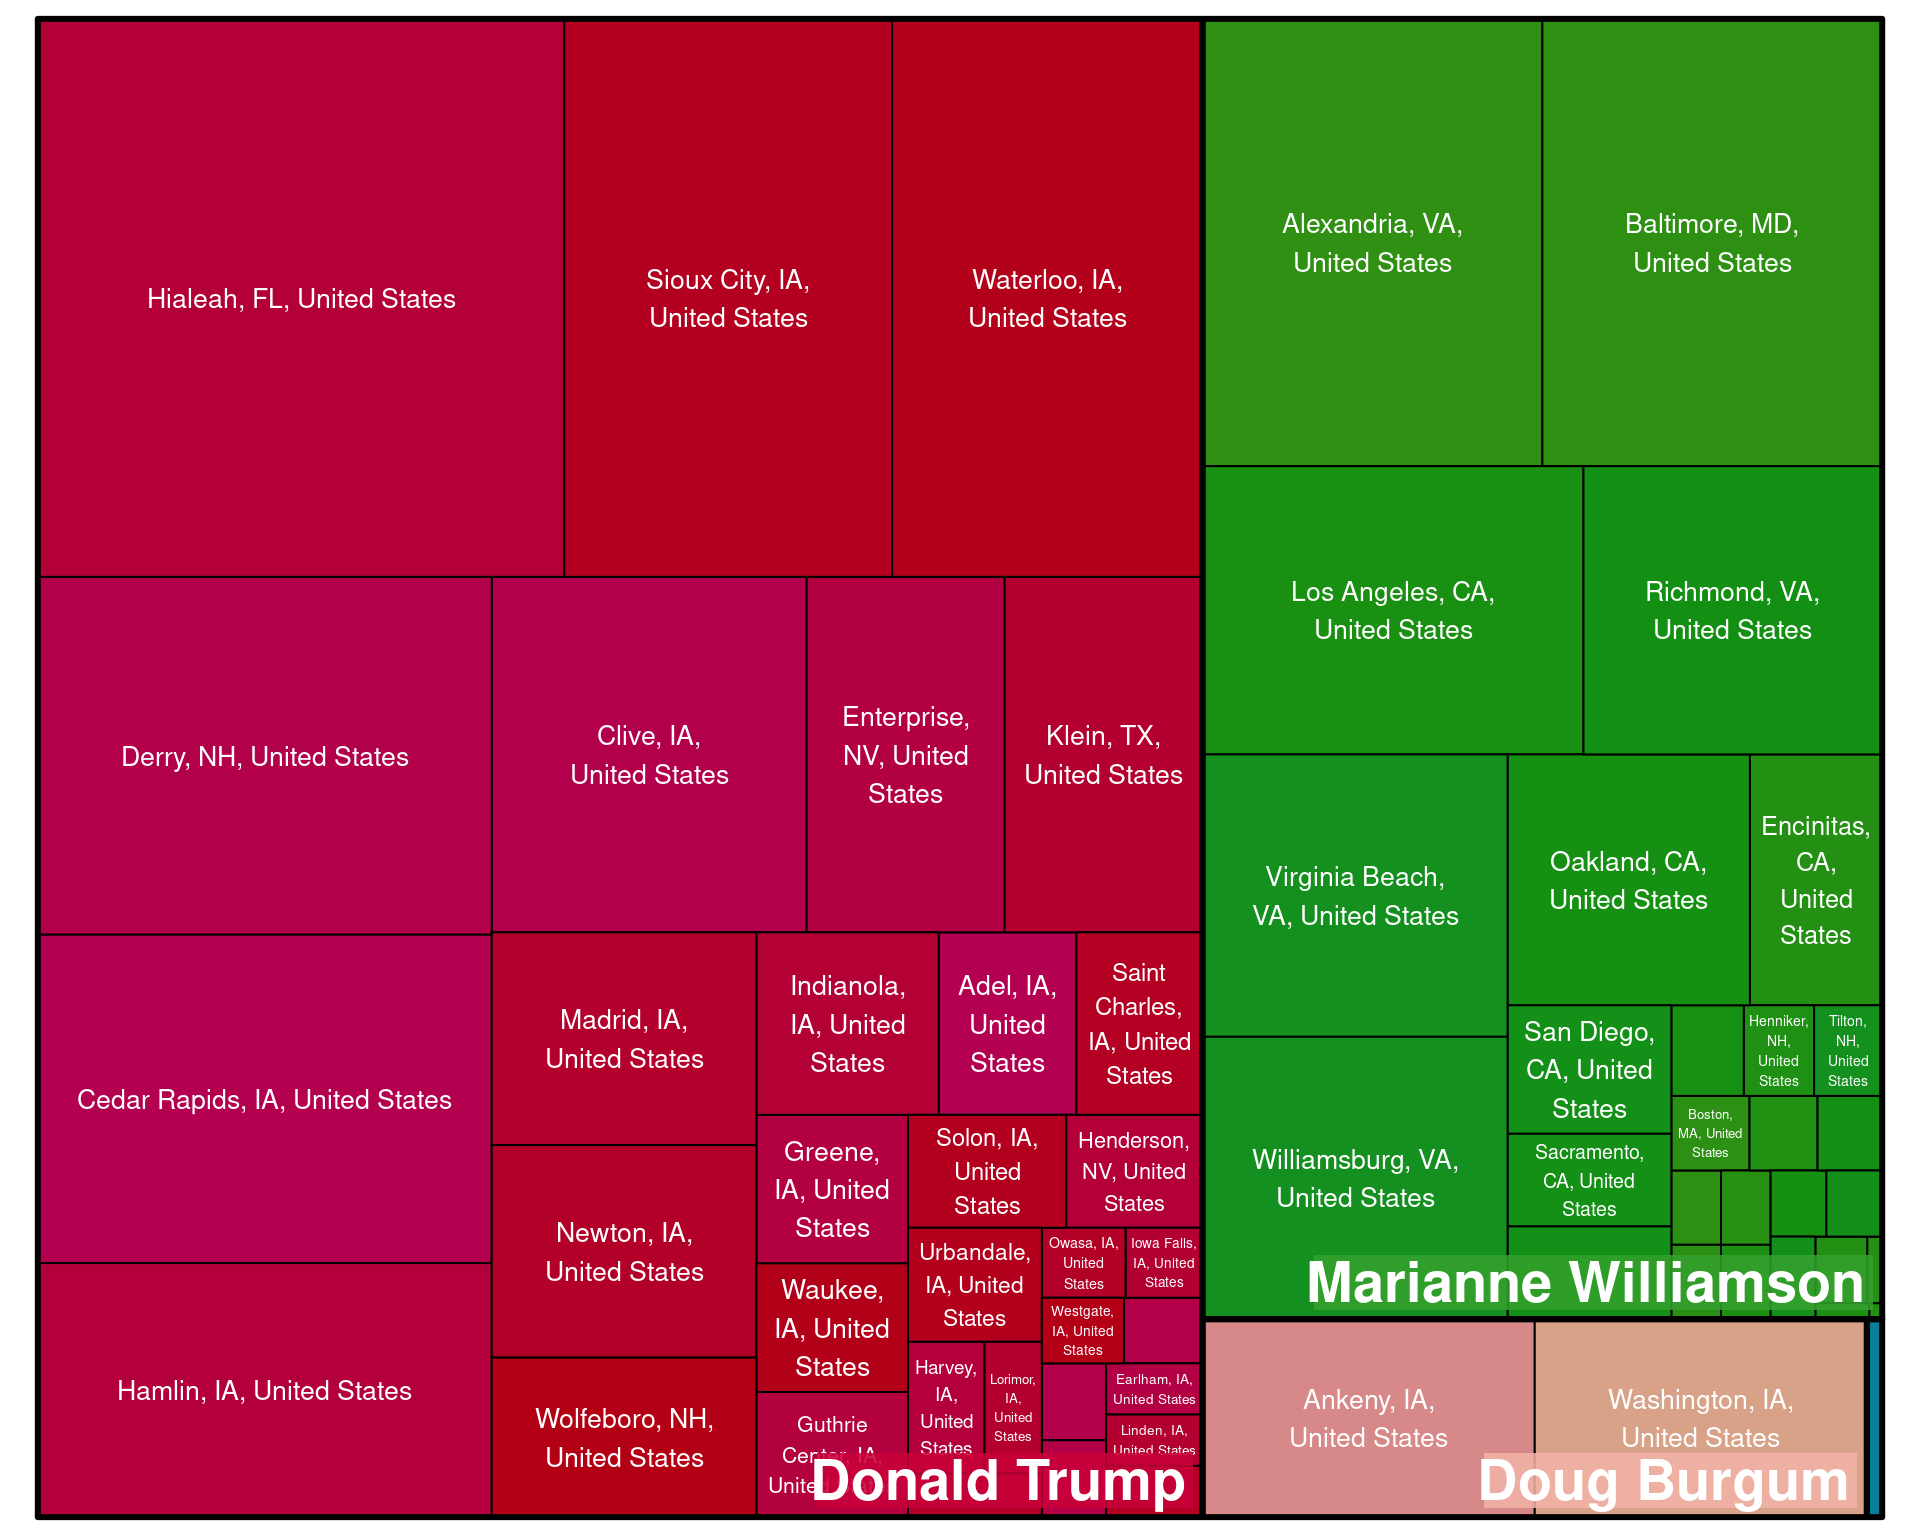 Hialeah, FL, United States
Sioux City, IA,
United States
Waterloo, IA,
United States
Derry, NH, United States
Clive, IA,
United States
Enterprise,
NV, United
States
Klein, TX,
United States
Cedar Rapids, IA, United States
Hamlin, IA, United States
Madrid, IA,
United States
Newton, IA,
United States
Wolfeboro, NH,
United States
Indianola,
IA, United
States
Adel, IA,
United
States
Saint
Charles,
IA, United
States
Greene,
IA, United
States
Waukee,
IA, United
States
Guthrie
Center, IA,
United
Solon, IA,
United
States
Henderson,
NV, United
States
Urbandale,
IA, United
States
Owasa, IA,
United
States
Iowa Falls,
IA, United
States
Westgate,
IA, United
States
Harvey,
IA,
United
States
Lorimor,
IA,
United
States
Earlham, IA,
United States
Linden, IA,
United States
Donald Trump
Alexandria, VA,
United States
Baltimore, MD,
United States
Los Angeles, CA,
United States
Richmond, VA,
United States
Virginia Beach,
VA, United States
Oakland, CA,
United States
Encinitas,
CA,
United
States
Williamsburg, VA,
United States
San Diego,
CA, United
States
Henniker,
NH,
United
States
Tilton,
NH,
United
States
Boston,
MA, United
States
Sacramento,
CA, United
States
Marianne Williamson
Ankeny, IA,
United States
Washington, IA,
United States
Doug Burgum